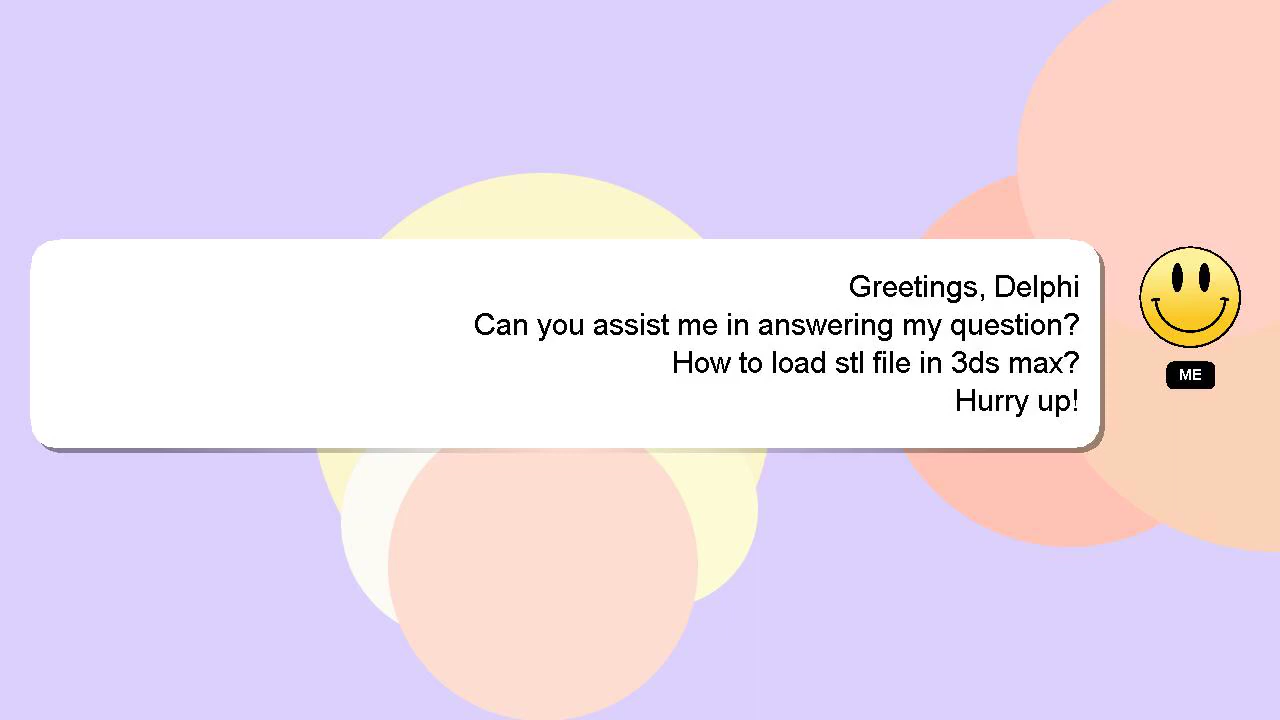 Greetings, Delphi
Can you assist me in answering my question?
How to load stl file in 3ds max?
Hurry up!
ME